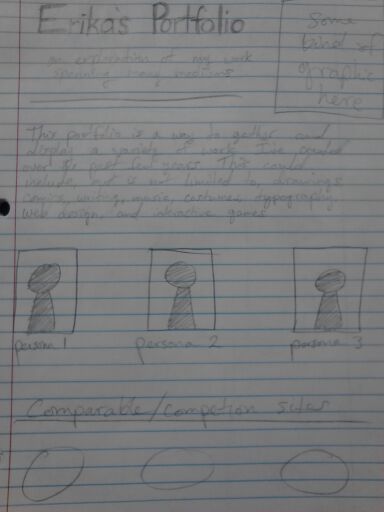 Erika's Portfolio
an exploration of my work
spanning many mediums
Some
kind of
graphic
here
This portfolio is a way to gather and
display a variety of work I've created
over the past few years. This could
include, but is not limited to, drawings
comics, writing, music, costumes, typography,
web design, and interactive games.
persona 1
persona 2
persona 3
Comparable/competion sites